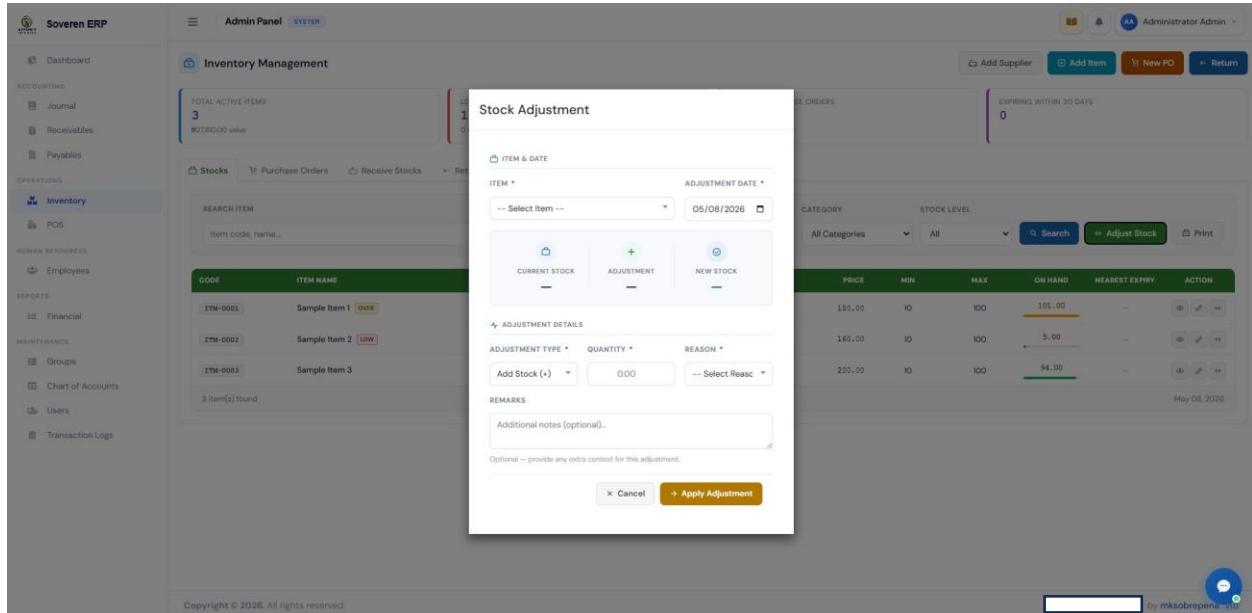 Soveren ERP
Admin Panel SYSTEM
AA Administrator Admin
Dashboard
Inventory Management
Add Supplier
Add Item
New PO
Return
ACCOUNTING
Journal
Receivables
Payables
TOTAL ACTIVE ITEMS
3
value
EXPIRING WITHIN 30 DAYS
0
Stocks
Purchase Orders
Receive Stocks
OPERATIONS
Inventory
POS
SEARCH ITEM
Item code, name...
CATEGORY
All Categories
STOCK LEVEL
All
Search
Adjust Stock
Print
HUMAN RESOURCES
Employees
REPORTS
Financial
MAINTENANCE
Groups
Chart of Accounts
Users
Transaction Logs
CODE ITEM NAME PRICE MIN MAX ON HAND NEAREST EXPIRY ACTION
ITM-0001 Sample Item 1 OVER 150.00 10 100 101.00 —
ITM-0002 Sample Item 2 LOW 160.00 10 100 5.00 —
ITM-0003 Sample Item 3 200.00 10 100 94.00 —
3 item(s) found
May 08, 2026
Stock Adjustment
ITEM & DATE
ITEM *
ADJUSTMENT DATE *
-- Select Item --
05/08/2026
CURRENT STOCK
—
ADJUSTMENT
—
NEW STOCK
—
ADJUSTMENT DETAILS
ADJUSTMENT TYPE *
QUANTITY *
REASON *
Add Stock (+)
0.00
-- Select Reasc
REMARKS
Additional notes (optional)...
Optional — provide any extra context for this adjustment.
× Cancel
→ Apply Adjustment
Copyright © 2026. All rights reserved.
by mksobrepena